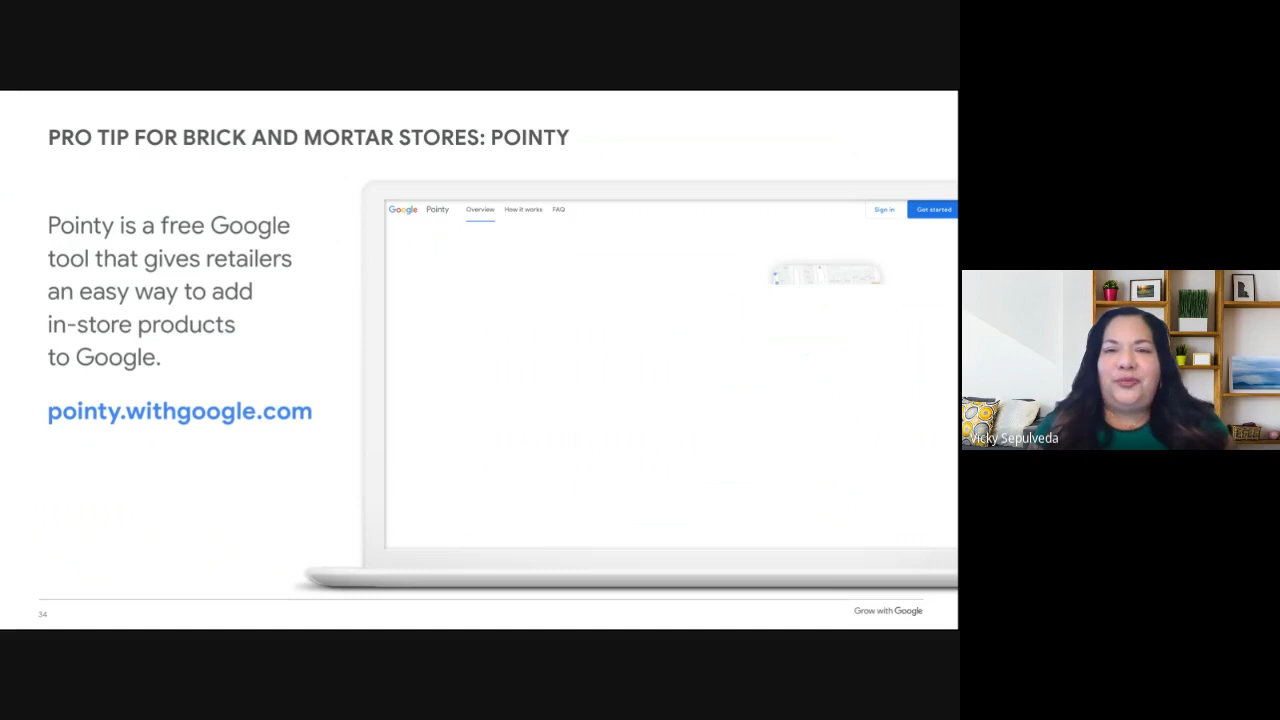 PRO TIP FOR BRICK AND MORTAR STORES: POINTY
Pointy is a free Google
tool that gives retailers
an easy way to add
in-store products
to Google.
pointy.withgoogle.com
Google Pointy Overview How it works FAQ Sign in Get started
34
Grow with Google
Vicky Sepulveda